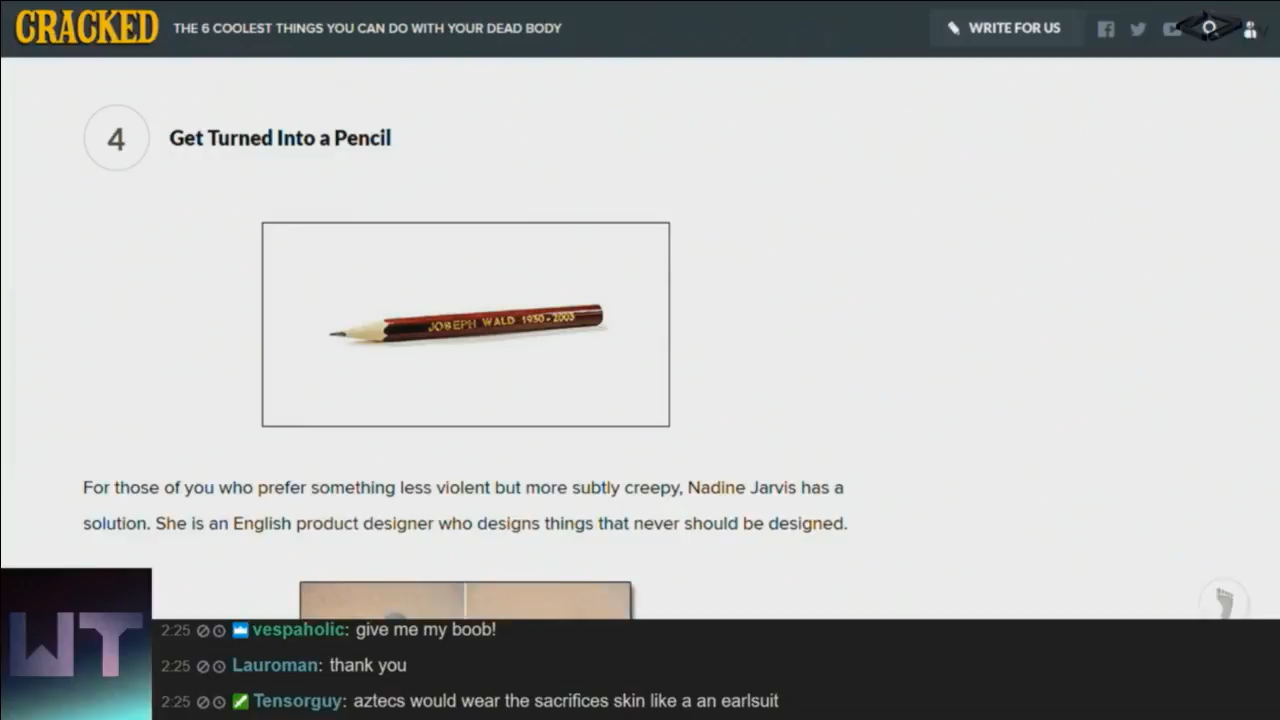 CRACKED THE 6 COOLEST THINGS YOU CAN DO WITH YOUR DEAD BODY WRITE FOR US
4 Get Turned Into a Pencil
JOSEPH WALD 1930-2003
For those of you who prefer something less violent but more subtly creepy, Nadine Jarvis has a
solution. She is an English product designer who designs things that never should be designed.
WT
2:25 vespaholic: give me my boob!
2:25 Lauroman: thank you
2:25 Tensorguy: aztecs would wear the sacrifices skin like a an earlsuit